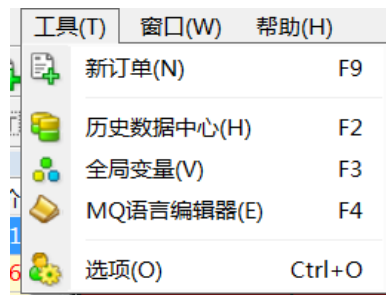 工具(T) 窗口(W) 帮助(H)
新订单(N) F9
历史数据中心(H) F2
全局变量(V) F3
MQ语言编辑器(E) F4
选项(O) Ctrl+O